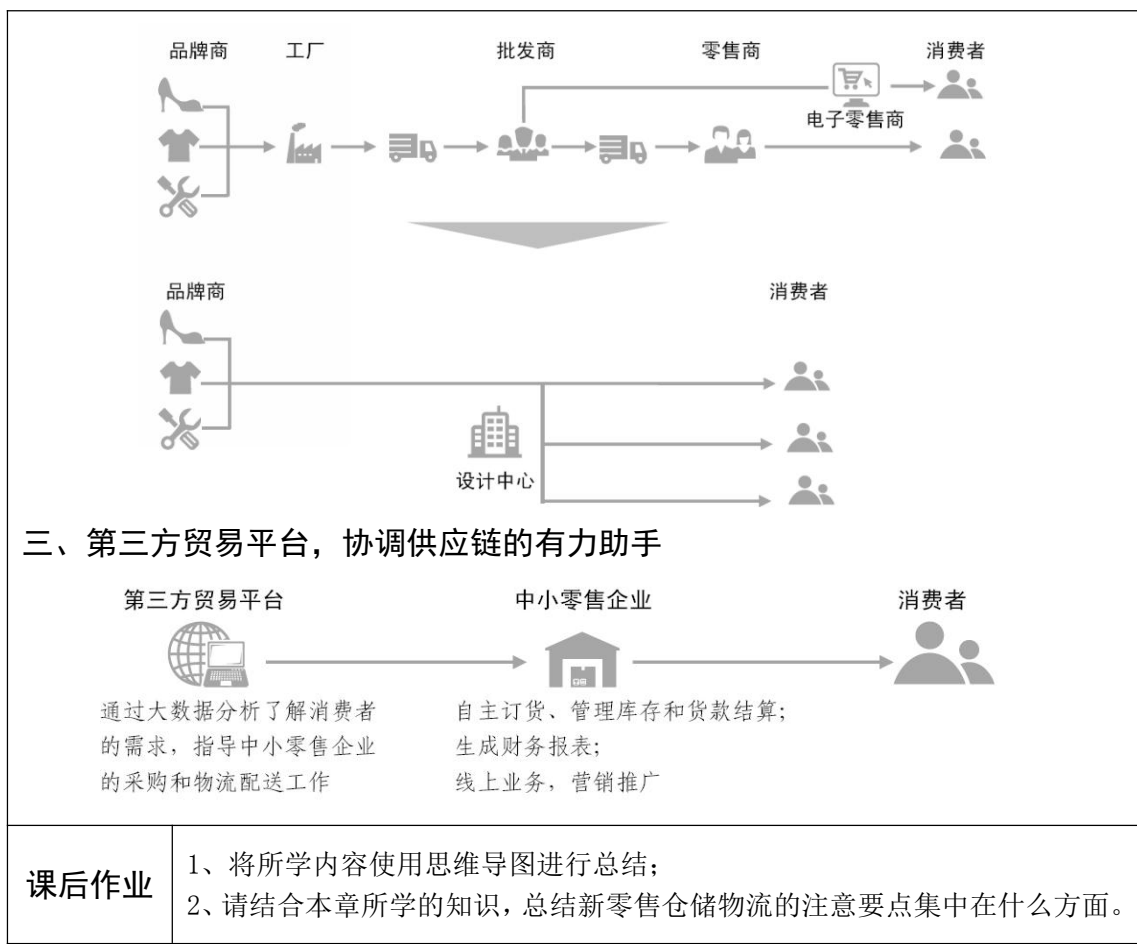 品牌商 工厂 批发商 零售商 消费者
电子零售商
品牌商 消费者
设计中心
三、第三方贸易平台，协调供应链的有力助手
第三方贸易平台 中小零售企业 消费者
通过大数据分析了解消费者
的需求，指导中小零售企业
的采购和物流配送工作
自主订货、管理库存和货款结算；
生成财务报表；
线上业务，营销推广
课后作业
1、将所学内容使用思维导图进行总结；
2、请结合本章所学的知识，总结新零售仓储物流的注意要点集中在什么方面。